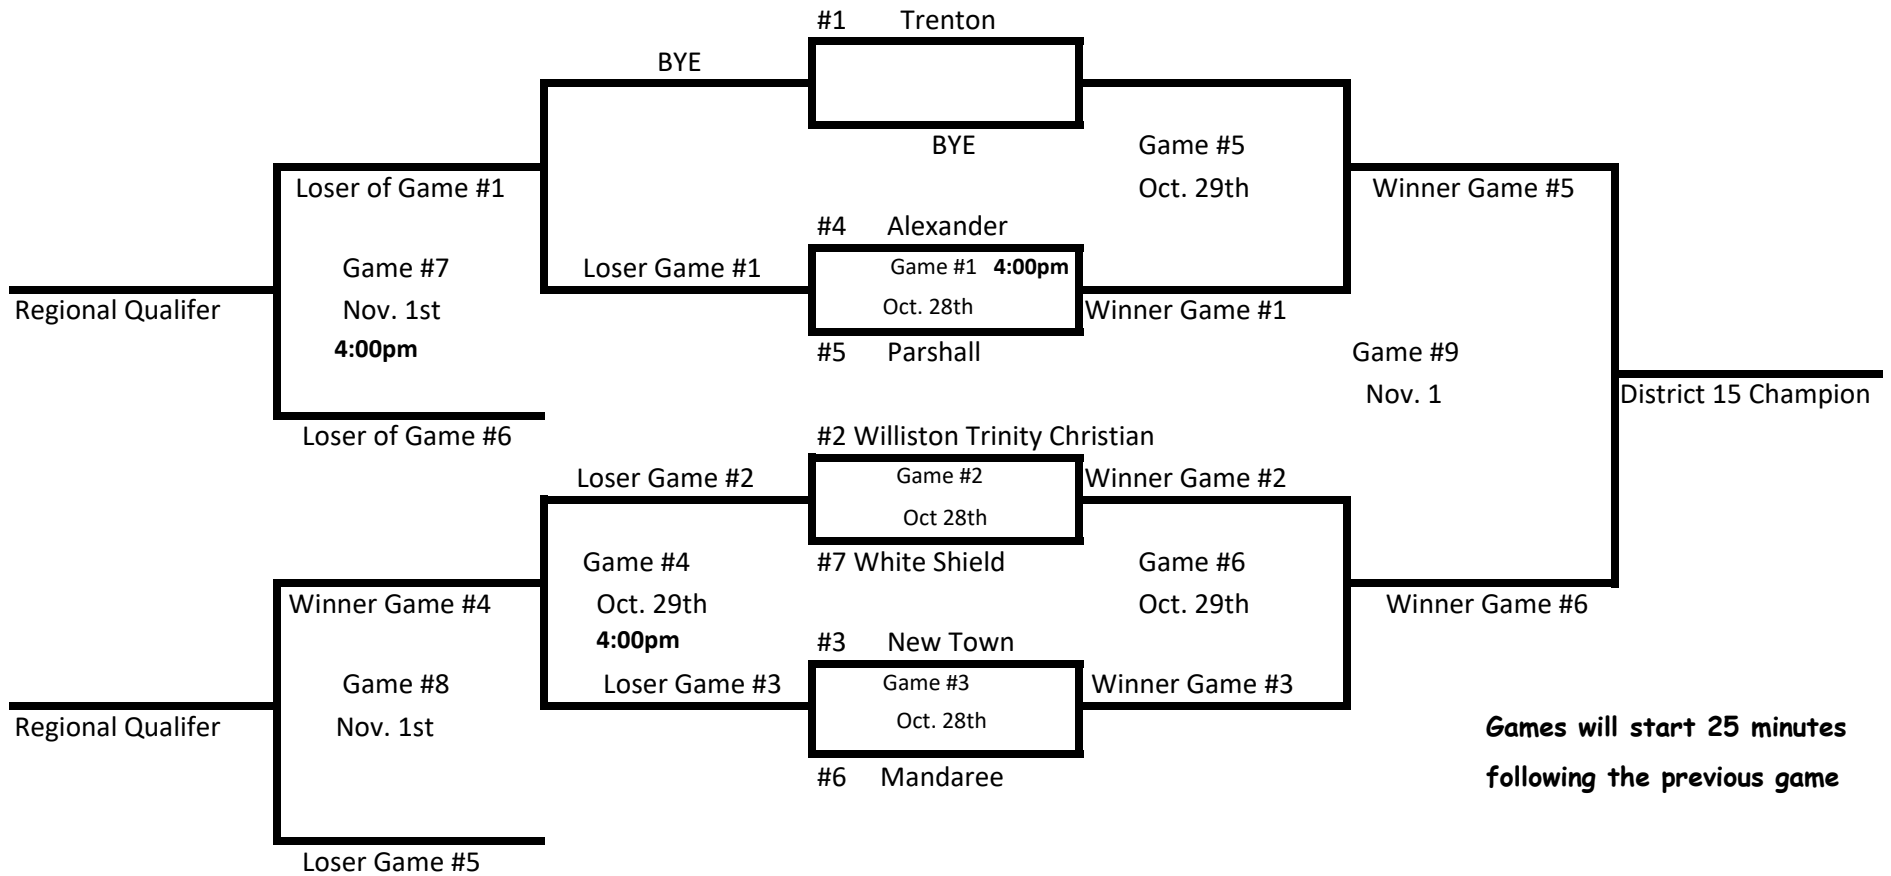 #1 Trenton
BYE
BYE
Game #5
Oct. 29th
Loser of Game #1
Winner Game #5
#4 Alexander
Game #7
Loser Game #1
Game #1 4:00pm
Regional Qualifer
Nov. 1st
Oct. 28th
Winner Game #1
4:00pm
#5 Parshall
Game #9
Nov. 1
District 15 Champion
Loser of Game #6
#2 Williston Trinity Christian
Loser Game #2
Game #2
Winner Game #2
Oct 28th
Game #4
#7 White Shield
Game #6
Winner Game #4
Oct. 29th
Oct. 29th
Winner Game #6
4:00pm
#3 New Town
Game #8
Loser Game #3
Game #3
Winner Game #3
Regional Qualifer
Nov. 1st
Oct. 28th
Games will start 25 minutes
following the previous game
#6 Mandaree
Loser Game #5